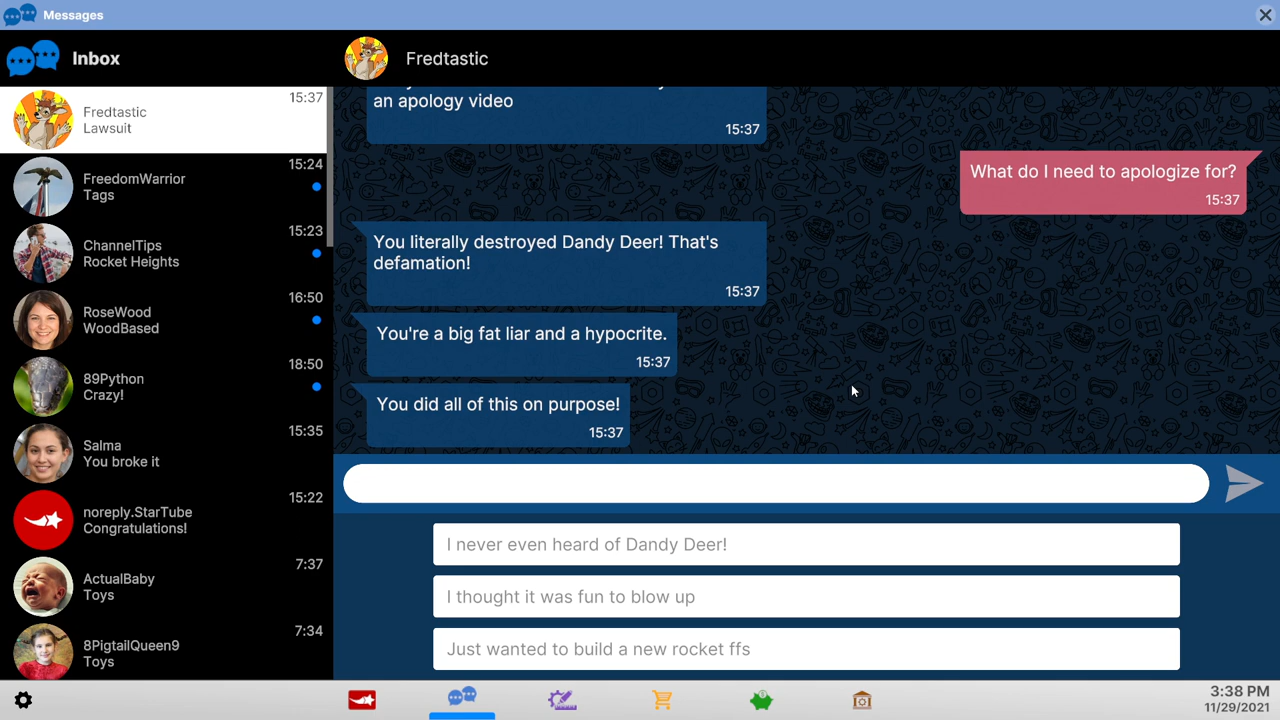 Messages
Inbox
Fredtastic
15:37
Fredtastic
Lawsuit
15:24
FreedomWarrior
Tags
15:23
ChannelTips
Rocket Heights
16:50
RoseWood
WoodBased
18:50
89Python
Crazy!
15:35
Salma
You broke it
15:22
noreply.StarTube
Congratulations!
7:37
ActualBaby
Toys
7:34
8PigtailQueen9
Toys
an apology video
15:37
What do I need to apologize for?
15:37
You literally destroyed Dandy Deer! That's
defamation!
15:37
You're a big fat liar and a hypocrite.
15:37
You did all of this on purpose!
15:37
I never even heard of Dandy Deer!
I thought it was fun to blow up
Just wanted to build a new rocket ffs
3:38 PM
11/29/2021